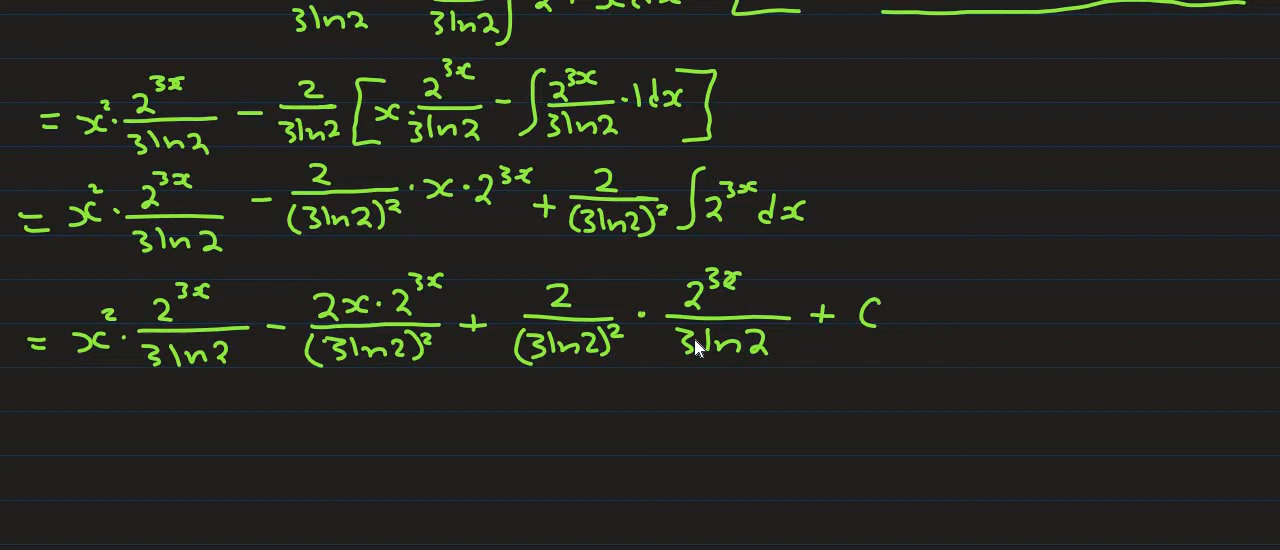 3ln2 3ln2
= x² · 2^(3x)/(3ln2) - 2/(3ln2) [x · 2^(3x)/(3ln2) - ∫ 2^(3x)/(3ln2) · 1dx]
= x² · 2^(3x)/(3ln2) - 2/(3ln2)² · x · 2^(3x) + 2/(3ln2)² ∫ 2^(3x) dx
= x² · 2^(3x)/(3ln2) - (2x · 2^(3x))/(3ln2)² + 2/(3ln2)² · 2^(3x)/(3ln2) + C